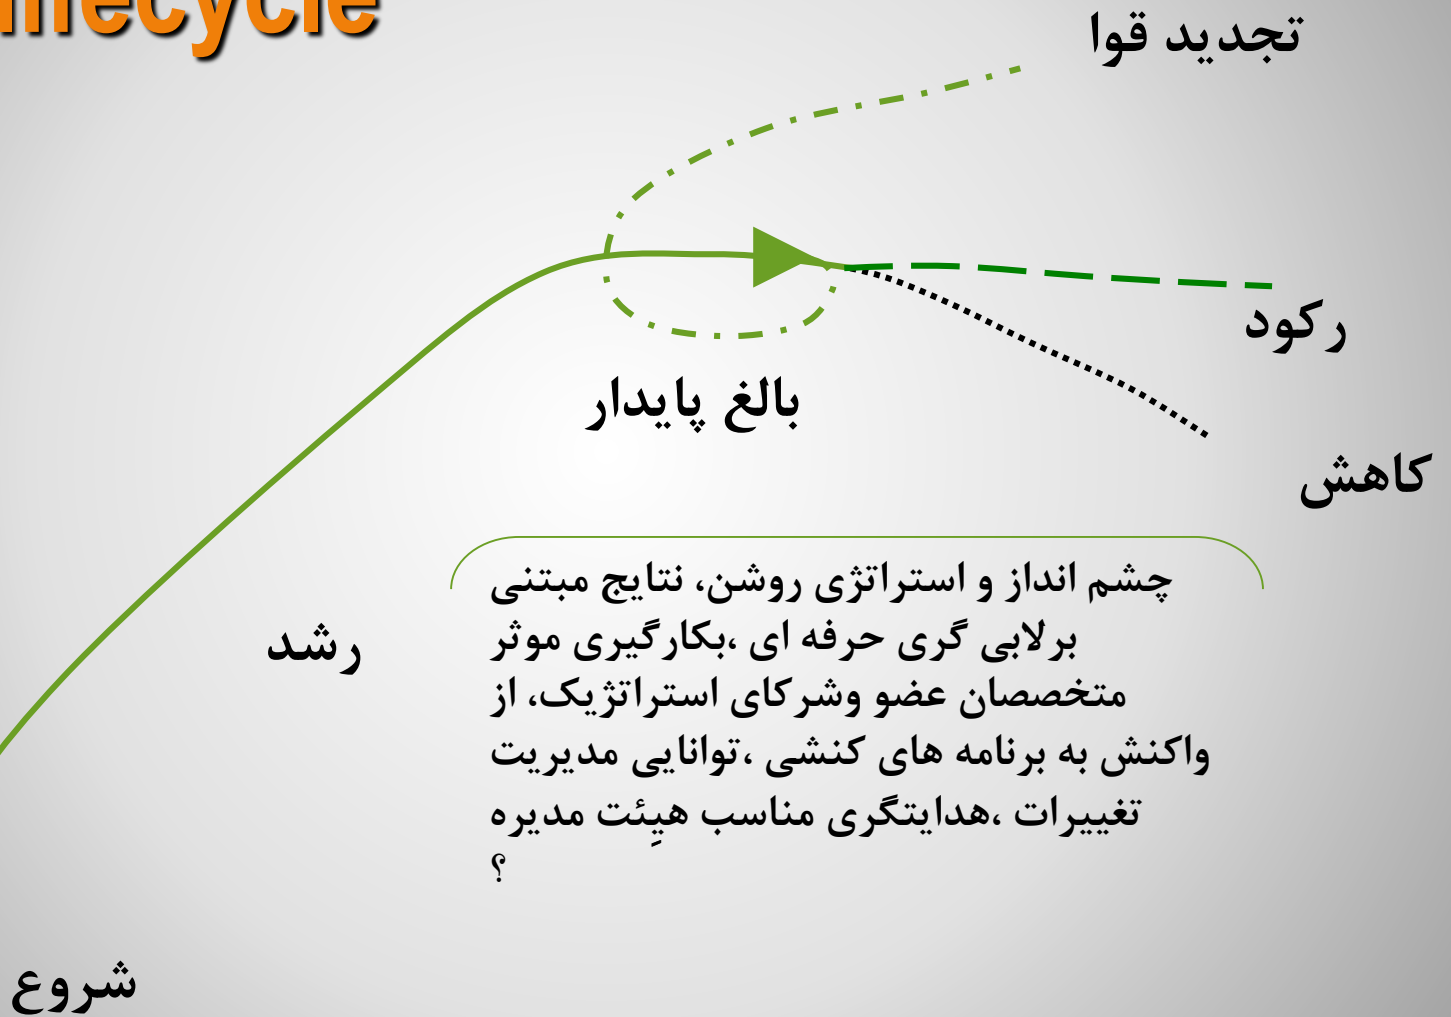 lifecycle
تجدید قوا
رکود
بالغ پایدار
کاهش
چشم انداز و استراتژی روشن، نتایج مبتنی
برلابی گری حرفه ای ،بکارگیری موثر
متخصصان عضو وشرکای استراتژیک، از
واکنش به برنامه های کنشی ،توانایی مدیریت
تغییرات ،هدایتگری مناسب هیِئت مدیره
؟
رشد
شروع